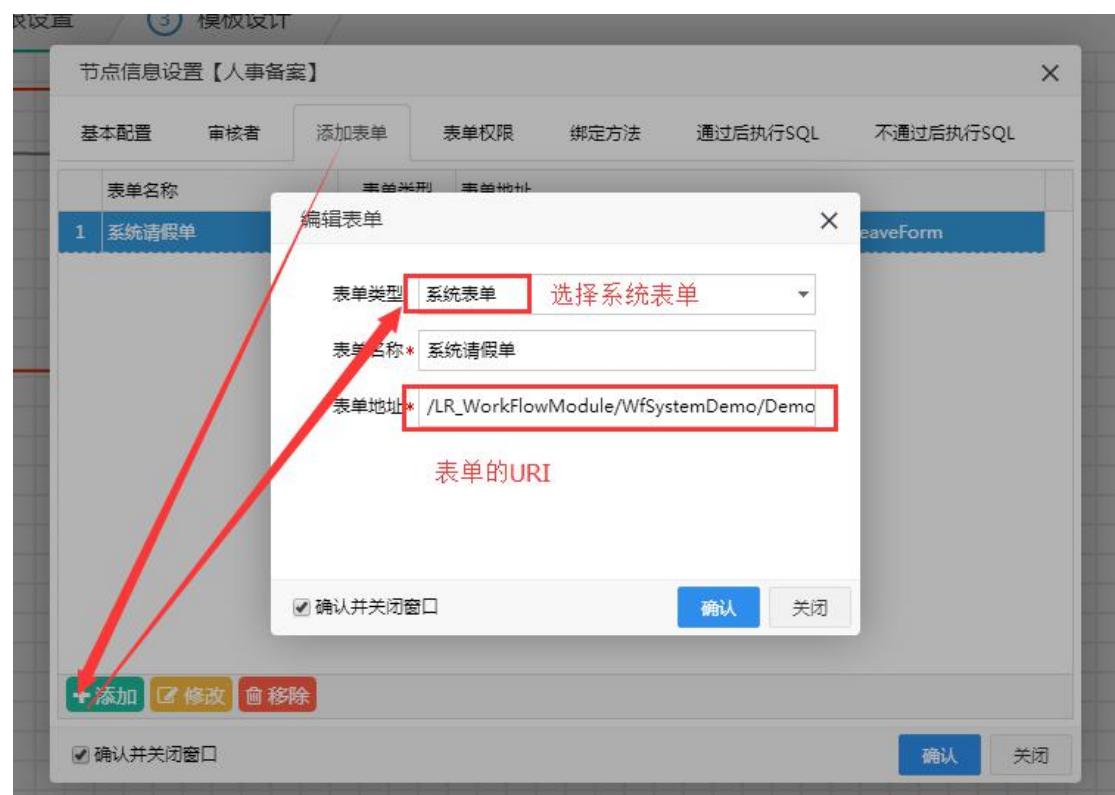 ③ 模板设计
节点信息设置【人事备案】
基本配置 审核者 添加表单 表单权限 绑定方法 通过后执行SQL 不通过后执行SQL
表单名称 表单类型 表单地址
1 系统请假单 eaveForm
编辑表单
表单类型 系统表单 选择系统表单
表单名称* 系统请假单
表单地址* /LR_WorkFlowModule/WfSystemDemo/Demo
表单的URI
确认并关闭窗口 确认 关闭
添加 修改 移除
确认并关闭窗口 确认 关闭